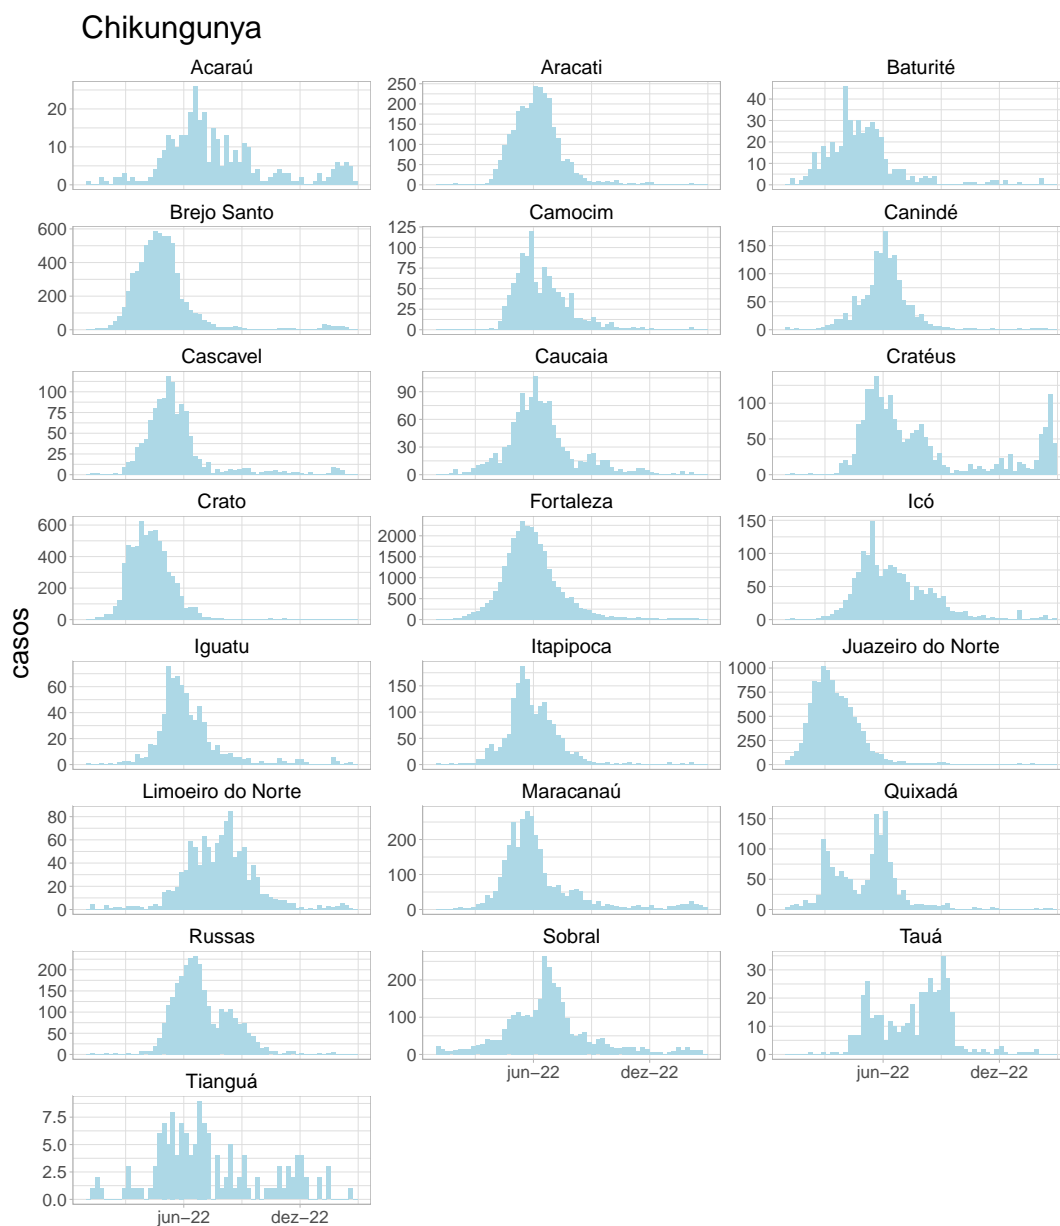 Chikungunya
Acaraú Aracati Baturité
20 10 0
250 200 150 100 50 0
40 30 20 10 0
Brejo Santo Camocim Canindé
600 400 200 0
125 100 75 50 25 0
150 100 50 0
Cascavel Caucaia Cratéus
100 75 50 25 0
90 60 30 0
100 50 0
Crato Fortaleza Icó
600 400 200 0
2000 1500 1000 500 0
150 100 50 0
casos
Iguatu Itapipoca Juazeiro do Norte
60 40 20 0
150 100 50 0
1000 750 500 250 0
Limoeiro do Norte Maracanaú Quixadá
80 60 40 20 0
200 100 0
150 100 50 0
Russas Sobral Tauá
200 150 100 50 0
200 100 0
30 20 10 0
jun−22 dez−22 jun−22 dez−22
Tianguá
7.5 5.0 2.5 0.0
jun−22 dez−22